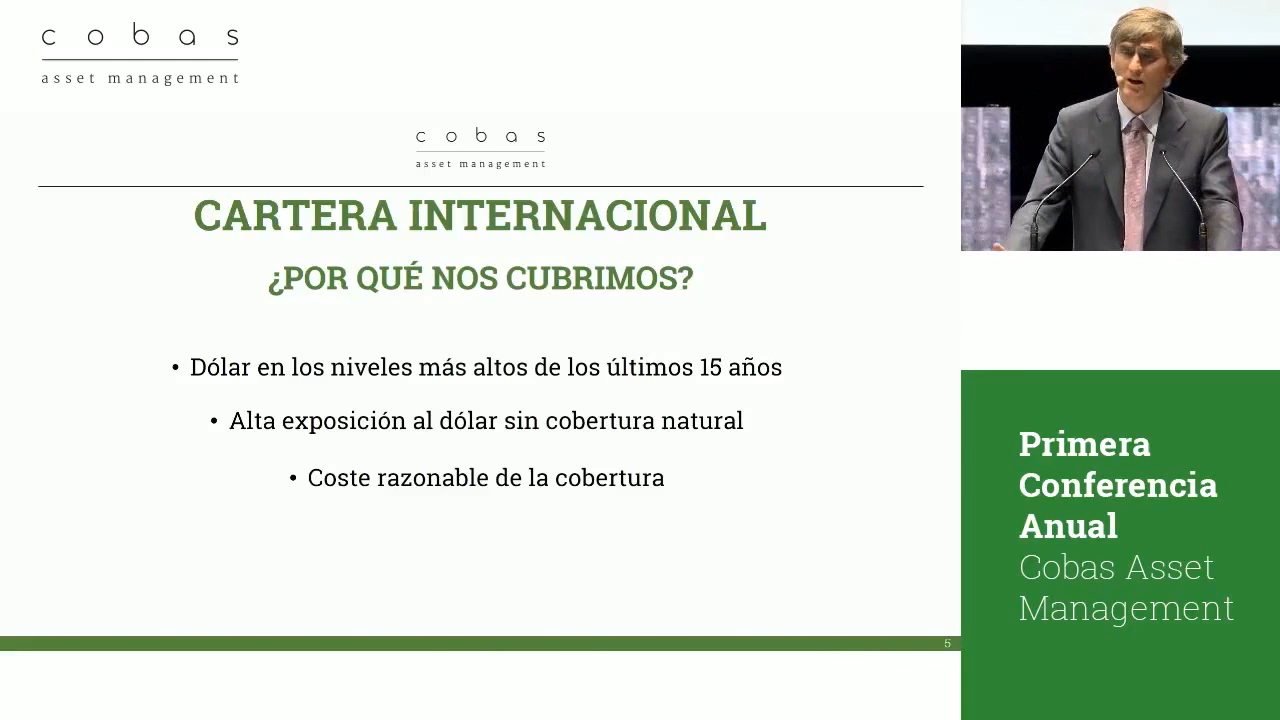 cobas
asset management
cobas
asset management
CARTERA INTERNACIONAL
¿POR QUÉ NOS CUBRIMOS?
• Dólar en los niveles más altos de los últimos 15 años
• Alta exposición al dólar sin cobertura natural
• Coste razonable de la cobertura
5
Primera
Conferencia
Anual
Cobas Asset
Management